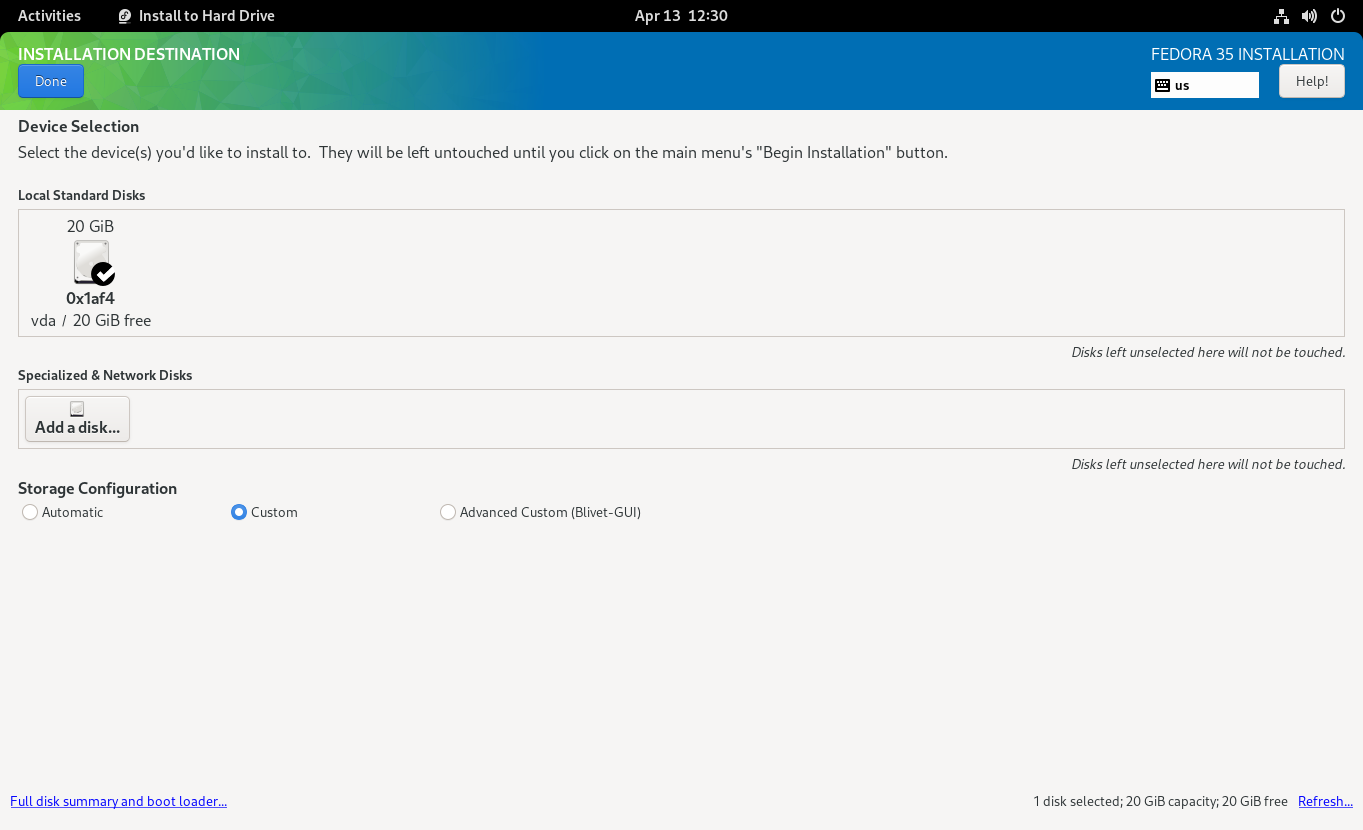 Activities Install to Hard Drive Apr 13 12:30
INSTALLATION DESTINATION FEDORA 35 INSTALLATION
Done us Help!
Device Selection
Select the device(s) you'd like to install to. They will be left untouched until you click on the main menu's "Begin Installation" button.
Local Standard Disks
20 GiB
0x1af4
vda / 20 GiB free
Disks left unselected here will not be touched.
Specialized & Network Disks
Add a disk...
Disks left unselected here will not be touched.
Storage Configuration
Automatic Custom Advanced Custom (Blivet-GUI)
Full disk summary and boot loader... 1 disk selected; 20 GiB capacity; 20 GiB free Refresh...